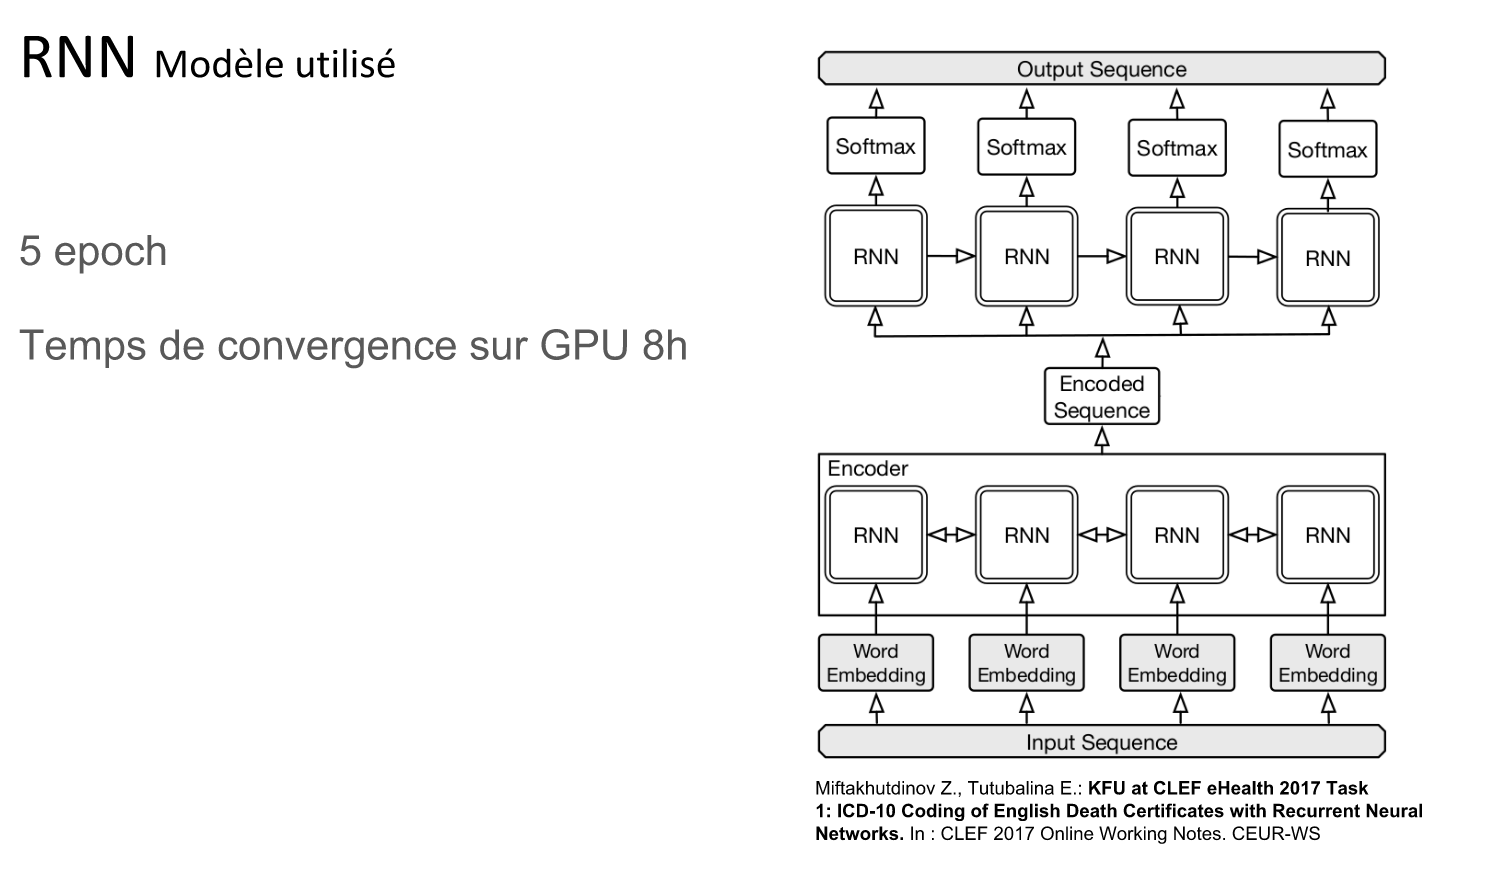 RNN Modèle utilisé
5 epoch
Temps de convergence sur GPU 8h
Output Sequence
Softmax Softmax Softmax Softmax
RNN RNN RNN RNN
Encoded
Sequence
Encoder
RNN RNN RNN RNN
Word Word Word Word
Embedding Embedding Embedding Embedding
Input Sequence
Miftakhutdinov Z., Tutubalina E.: KFU at CLEF eHealth 2017 Task
1: ICD-10 Coding of English Death Certificates with Recurrent Neural
Networks. In : CLEF 2017 Online Working Notes. CEUR-WS